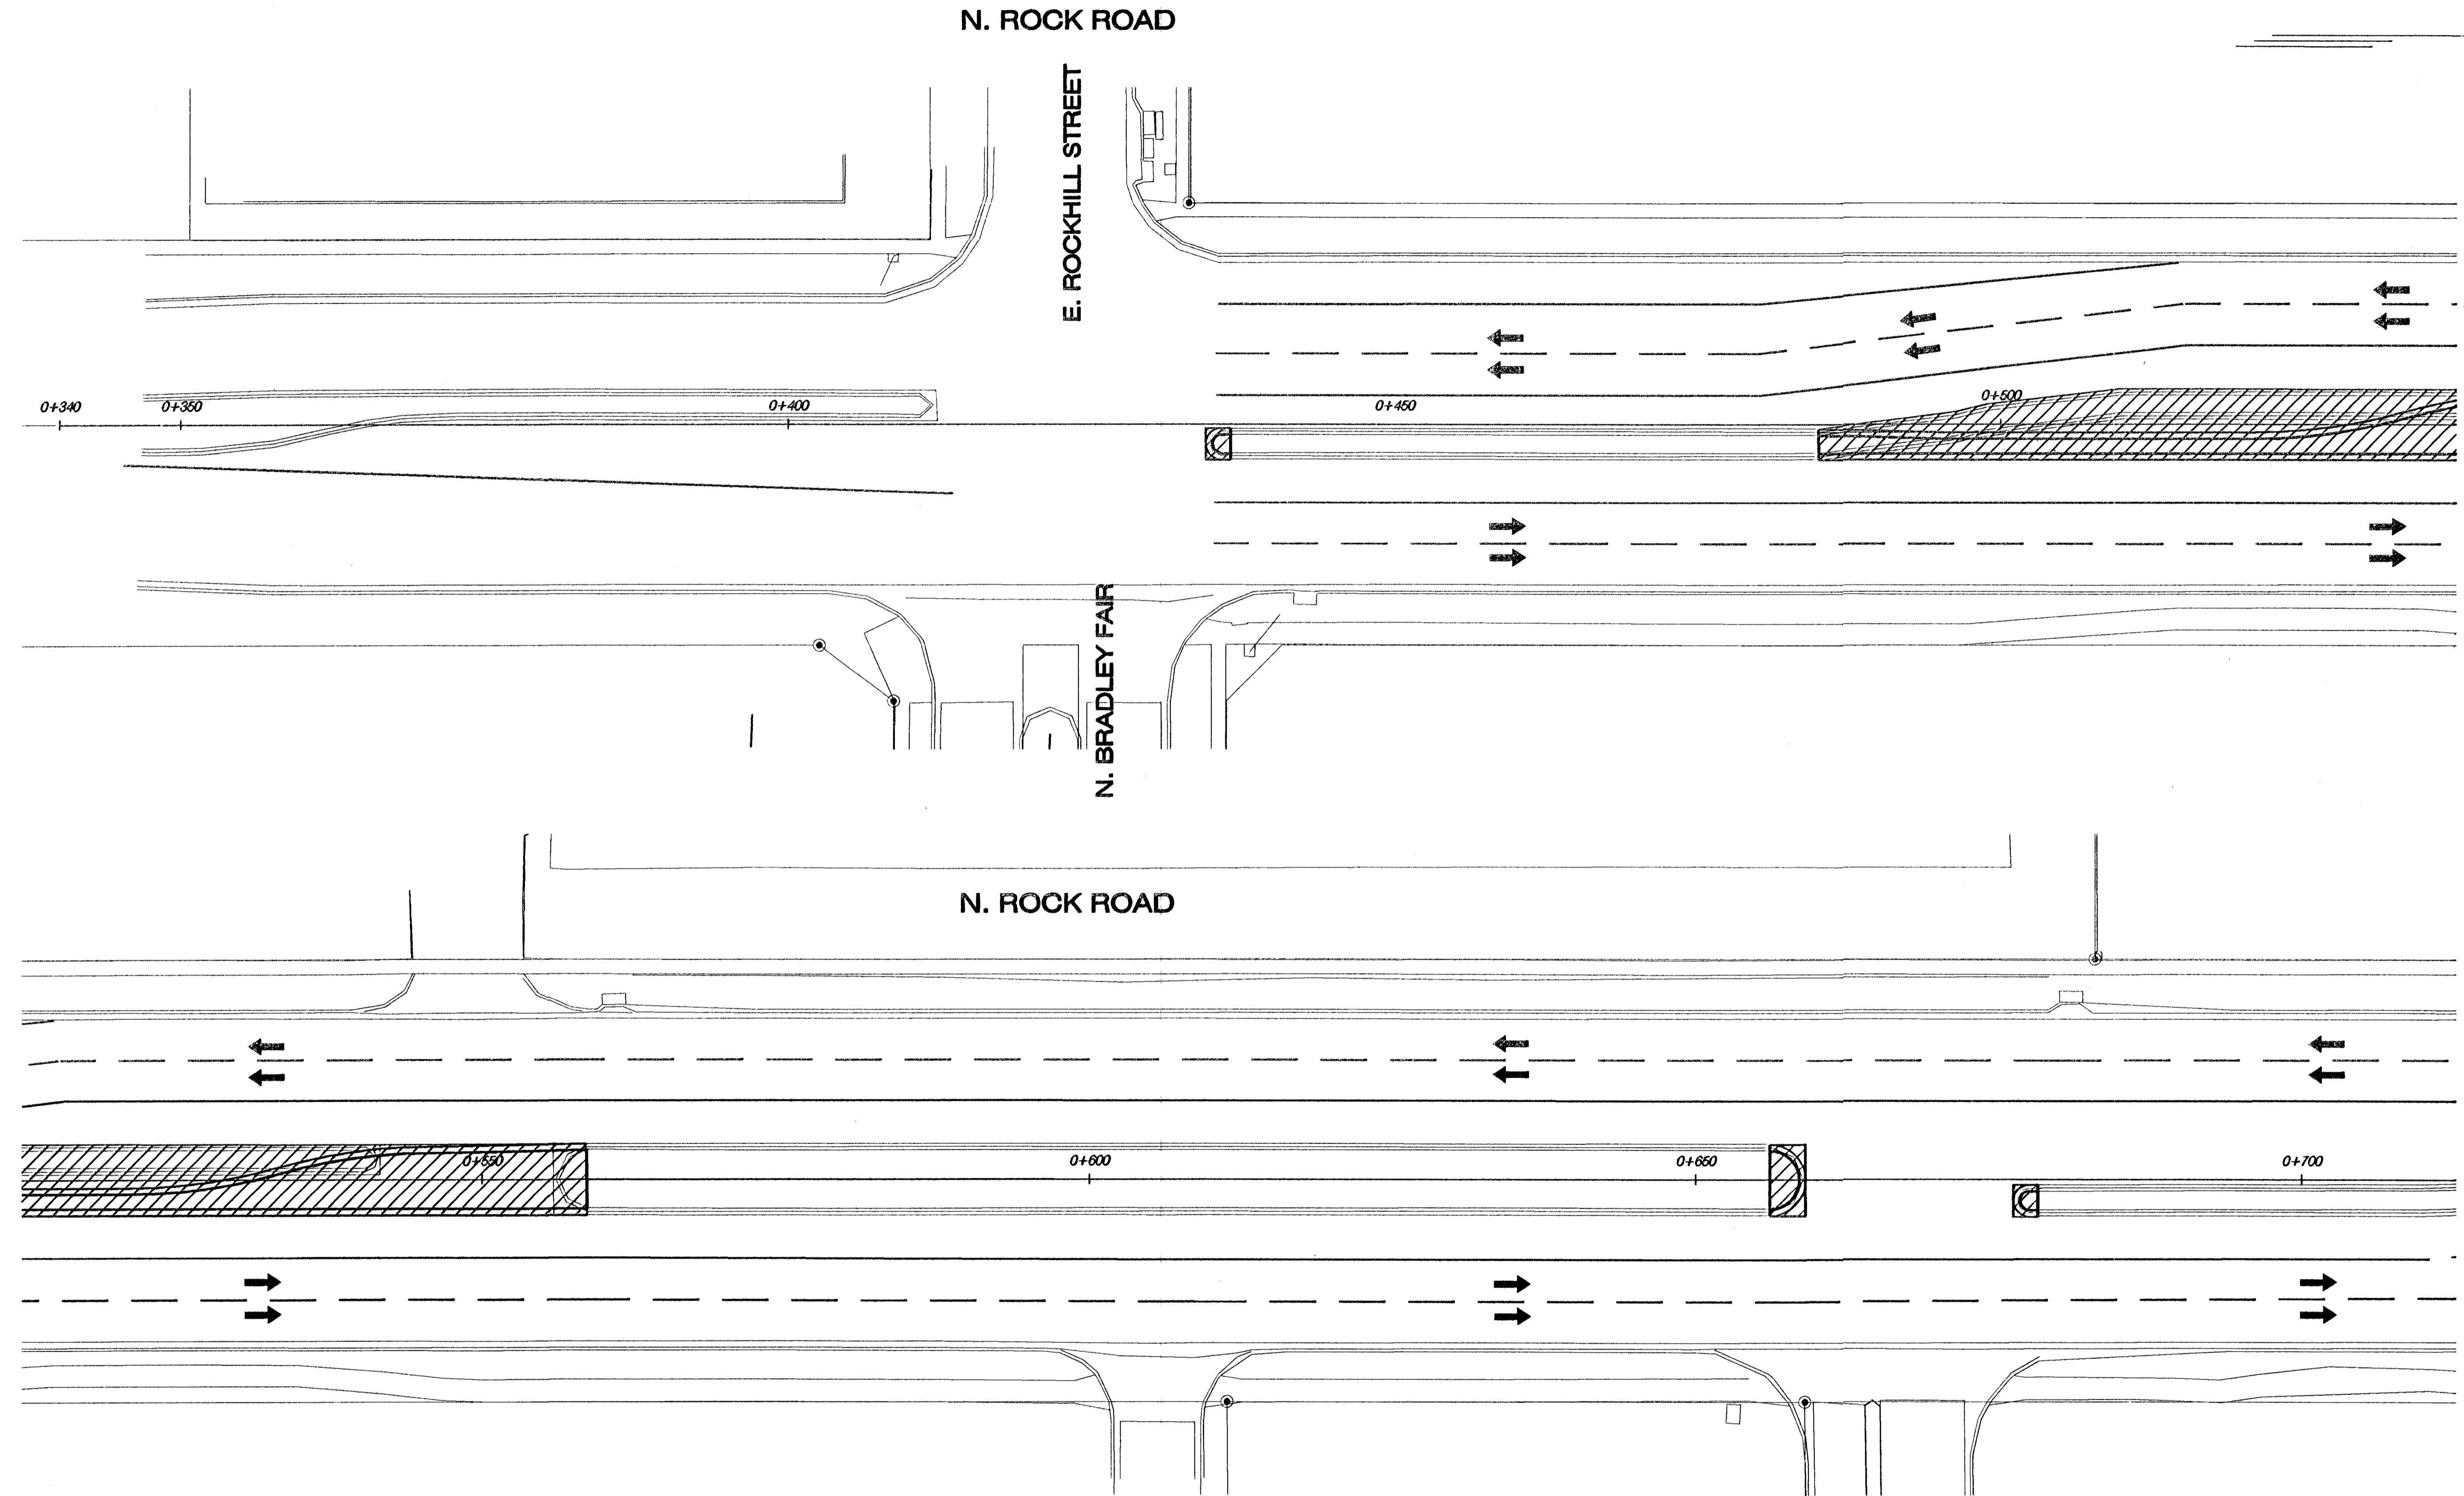 N. ROCK ROAD
E. ROCKHILL STREET
0+340
0+350
0+400
0+450
0+500
N. BRADLEY FAIR
N. ROCK ROAD
0+550
0+600
0+650
0+700